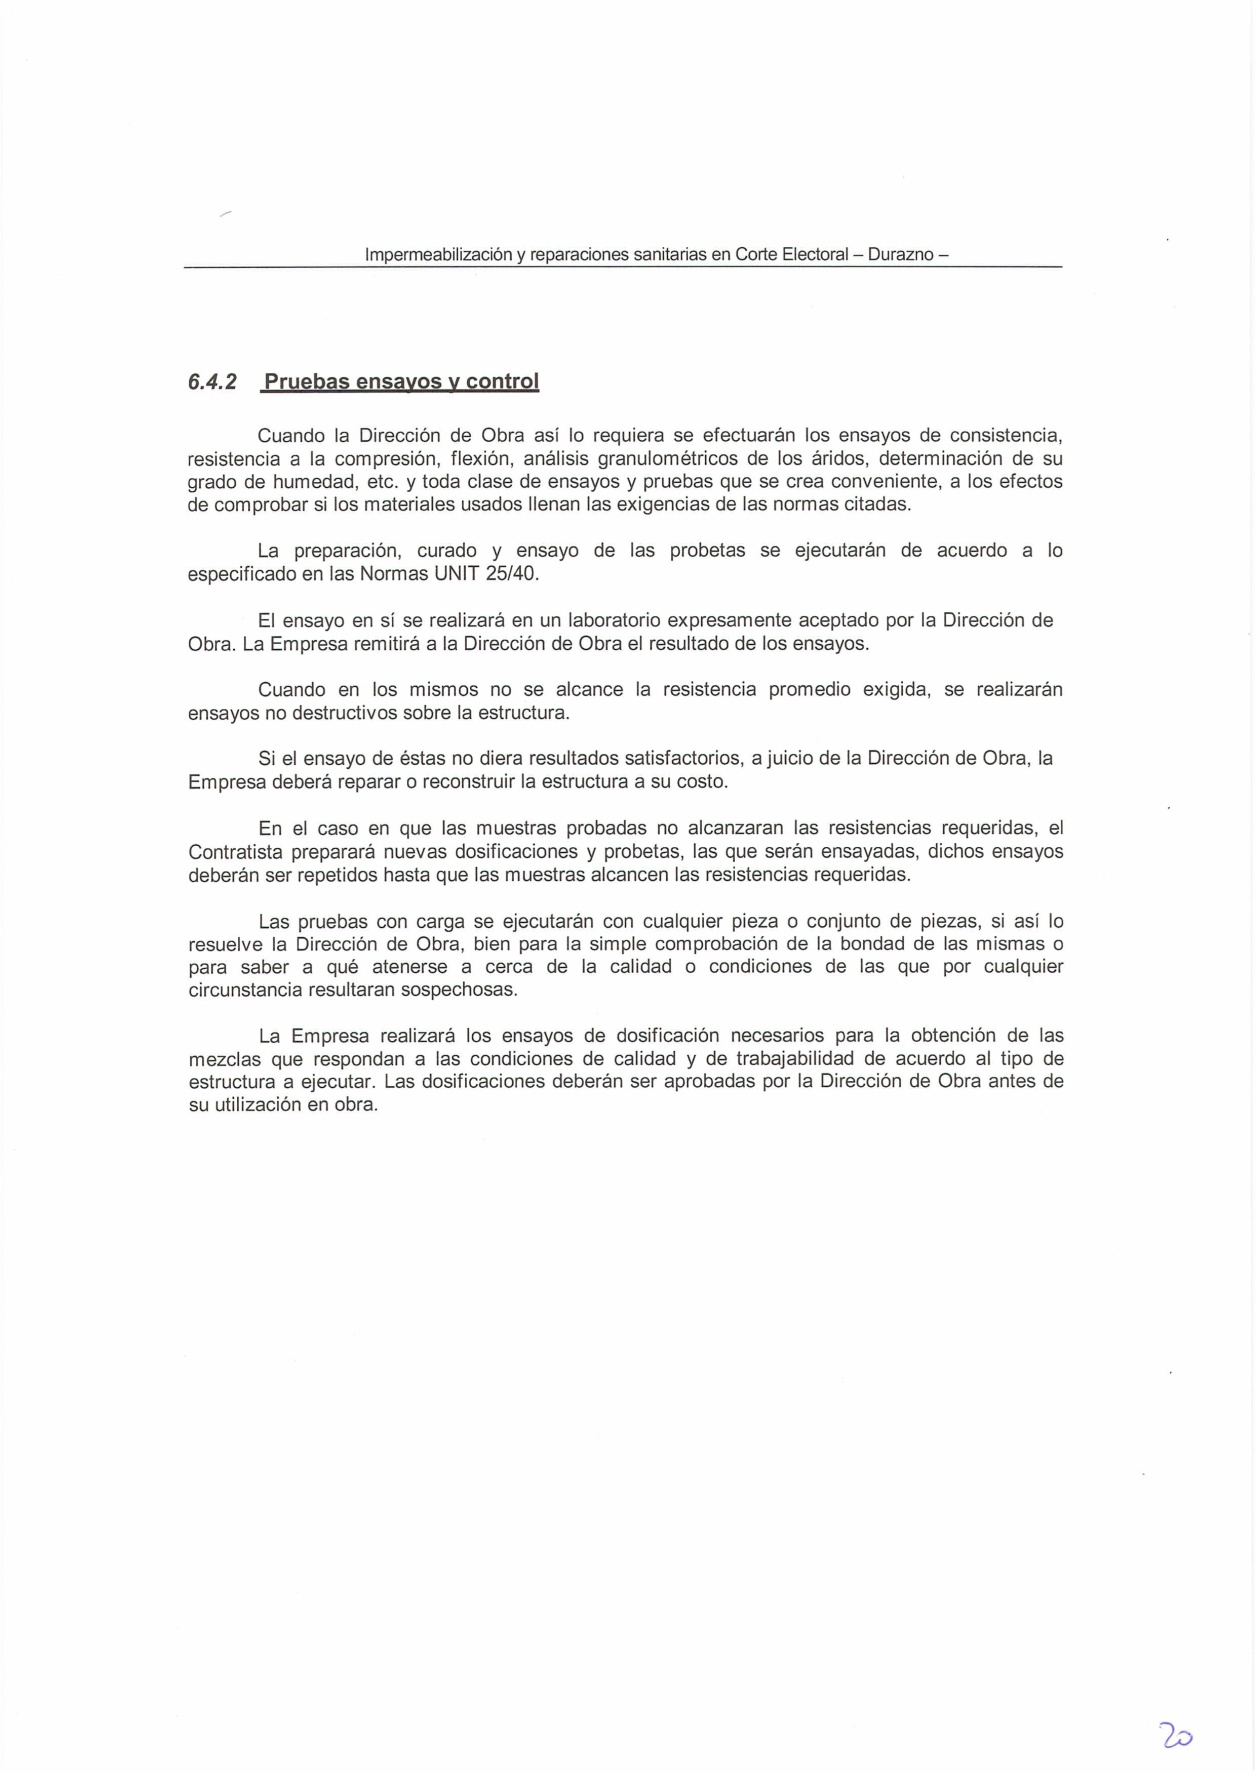 Impermeabilización y reparaciones sanitarias en Corte Electoral – Durazno –
6.4.2 Pruebas ensayos y control
Cuando la Dirección de Obra así lo requiera se efectuarán los ensayos de consistencia,
resistencia a la compresión, flexión, análisis granulométricos de los áridos, determinación de su
grado de humedad, etc. y toda clase de ensayos y pruebas que se crea conveniente, a los efectos
de comprobar si los materiales usados llenan las exigencias de las normas citadas.
La preparación, curado y ensayo de las probetas se ejecutarán de acuerdo a lo
especificado en las Normas UNIT 25/40.
El ensayo en sí se realizará en un laboratorio expresamente aceptado por la Dirección de
Obra. La Empresa remitirá a la Dirección de Obra el resultado de los ensayos.
Cuando en los mismos no se alcance la resistencia promedio exigida, se realizarán
ensayos no destructivos sobre la estructura.
Si el ensayo de éstas no diera resultados satisfactorios, a juicio de la Dirección de Obra, la
Empresa deberá reparar o reconstruir la estructura a su costo.
En el caso en que las muestras probadas no alcanzaran las resistencias requeridas, el
Contratista preparará nuevas dosificaciones y probetas, las que serán ensayadas, dichos ensayos
deberán ser repetidos hasta que las muestras alcancen las resistencias requeridas.
Las pruebas con carga se ejecutarán con cualquier pieza o conjunto de piezas, si así lo
resuelve la Dirección de Obra, bien para la simple comprobación de la bondad de las mismas o
para saber a qué atenerse a cerca de la calidad o condiciones de las que por cualquier
circunstancia resultaran sospechosas.
La Empresa realizará los ensayos de dosificación necesarios para la obtención de las
mezclas que respondan a las condiciones de calidad y de trabajabilidad de acuerdo al tipo de
estructura a ejecutar. Las dosificaciones deberán ser aprobadas por la Dirección de Obra antes de
su utilización en obra.
20